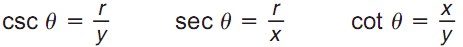 csc θ = r/y    sec θ = r/x    cot θ = x/y